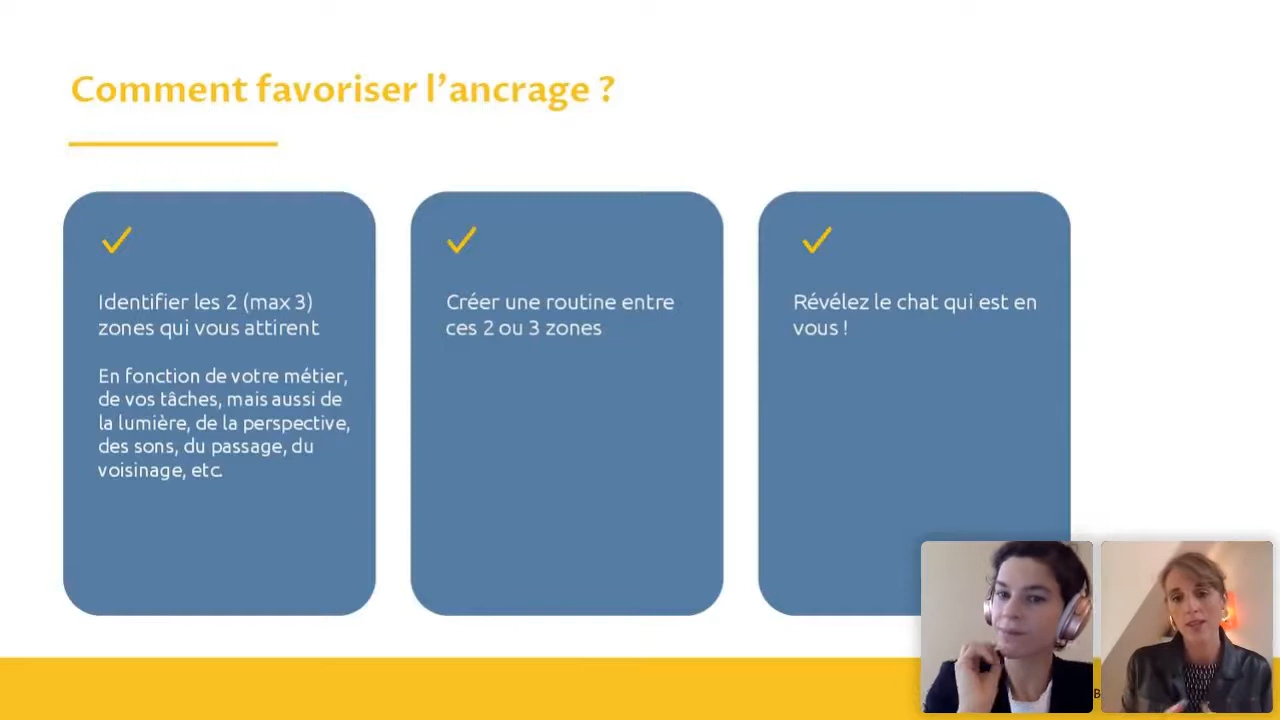 Comment favoriser l'ancrage ?
Identifier les 2 (max 3)
zones qui vous attirent
En fonction de votre métier,
de vos tâches, mais aussi de
la lumière, de la perspective,
des sons, du passage, du
voisinage, etc.
Créer une routine entre
ces 2 ou 3 zones
Révélez le chat qui est en
vous !